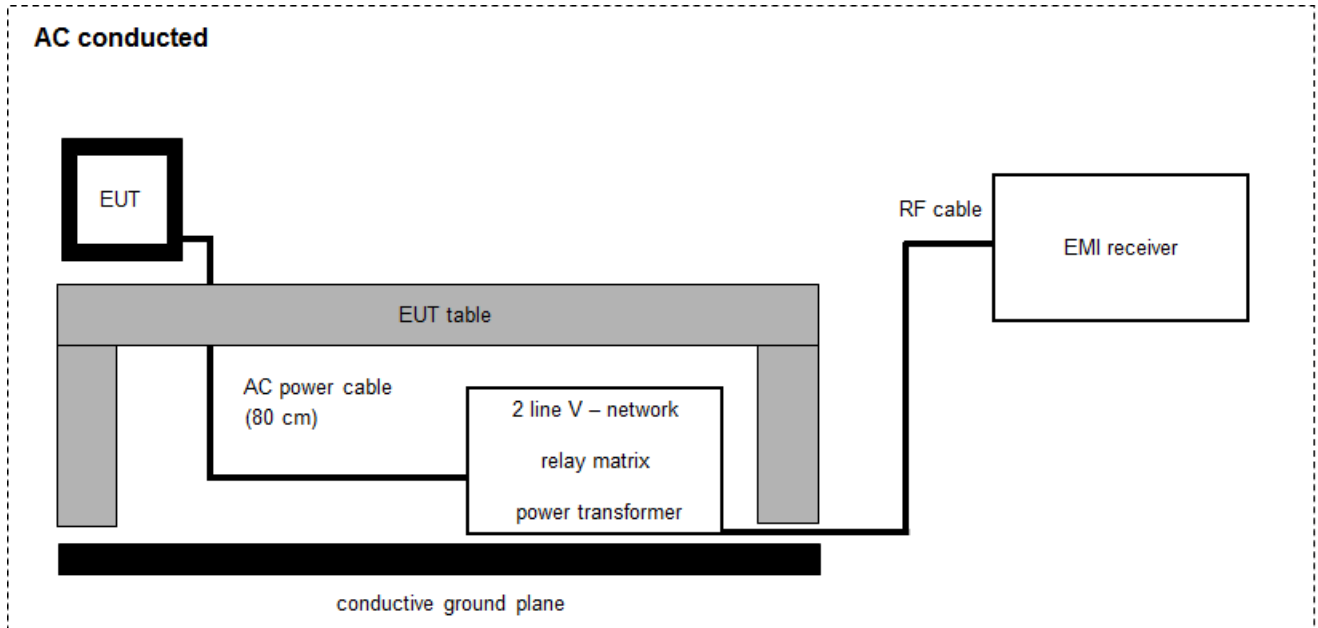 AC conducted
EUT
RF cable
EMI receiver
EUT table
AC power cable
(80 cm)
2 line V – network
relay matrix
power transformer
conductive ground plane